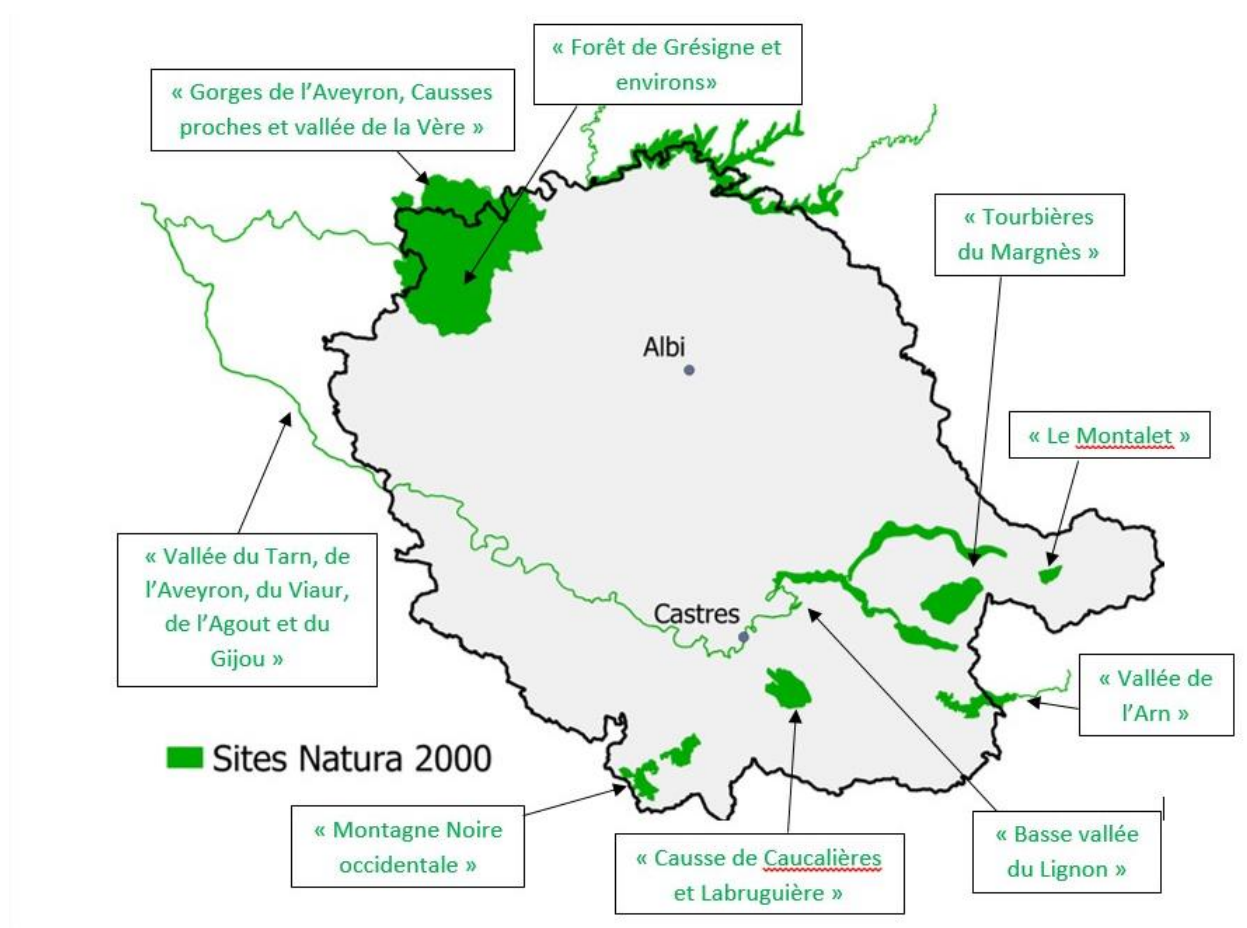 « Forêt de Grésigne et
environs»
« Gorges de l'Aveyron, Causses
proches et vallée de la Vère »
« Tourbières
du Margnès »
Albi
« Le Montalet »
« Vallée du Tarn, de
l'Aveyron, du Viaur,
de l'Agout et du
Gijou »
Castres
« Vallée de
l'Arn »
Sites Natura 2000
« Montagne Noire
occidentale »
« Causse de Caucalières
et Labruguière »
« Basse vallée
du Lignon »